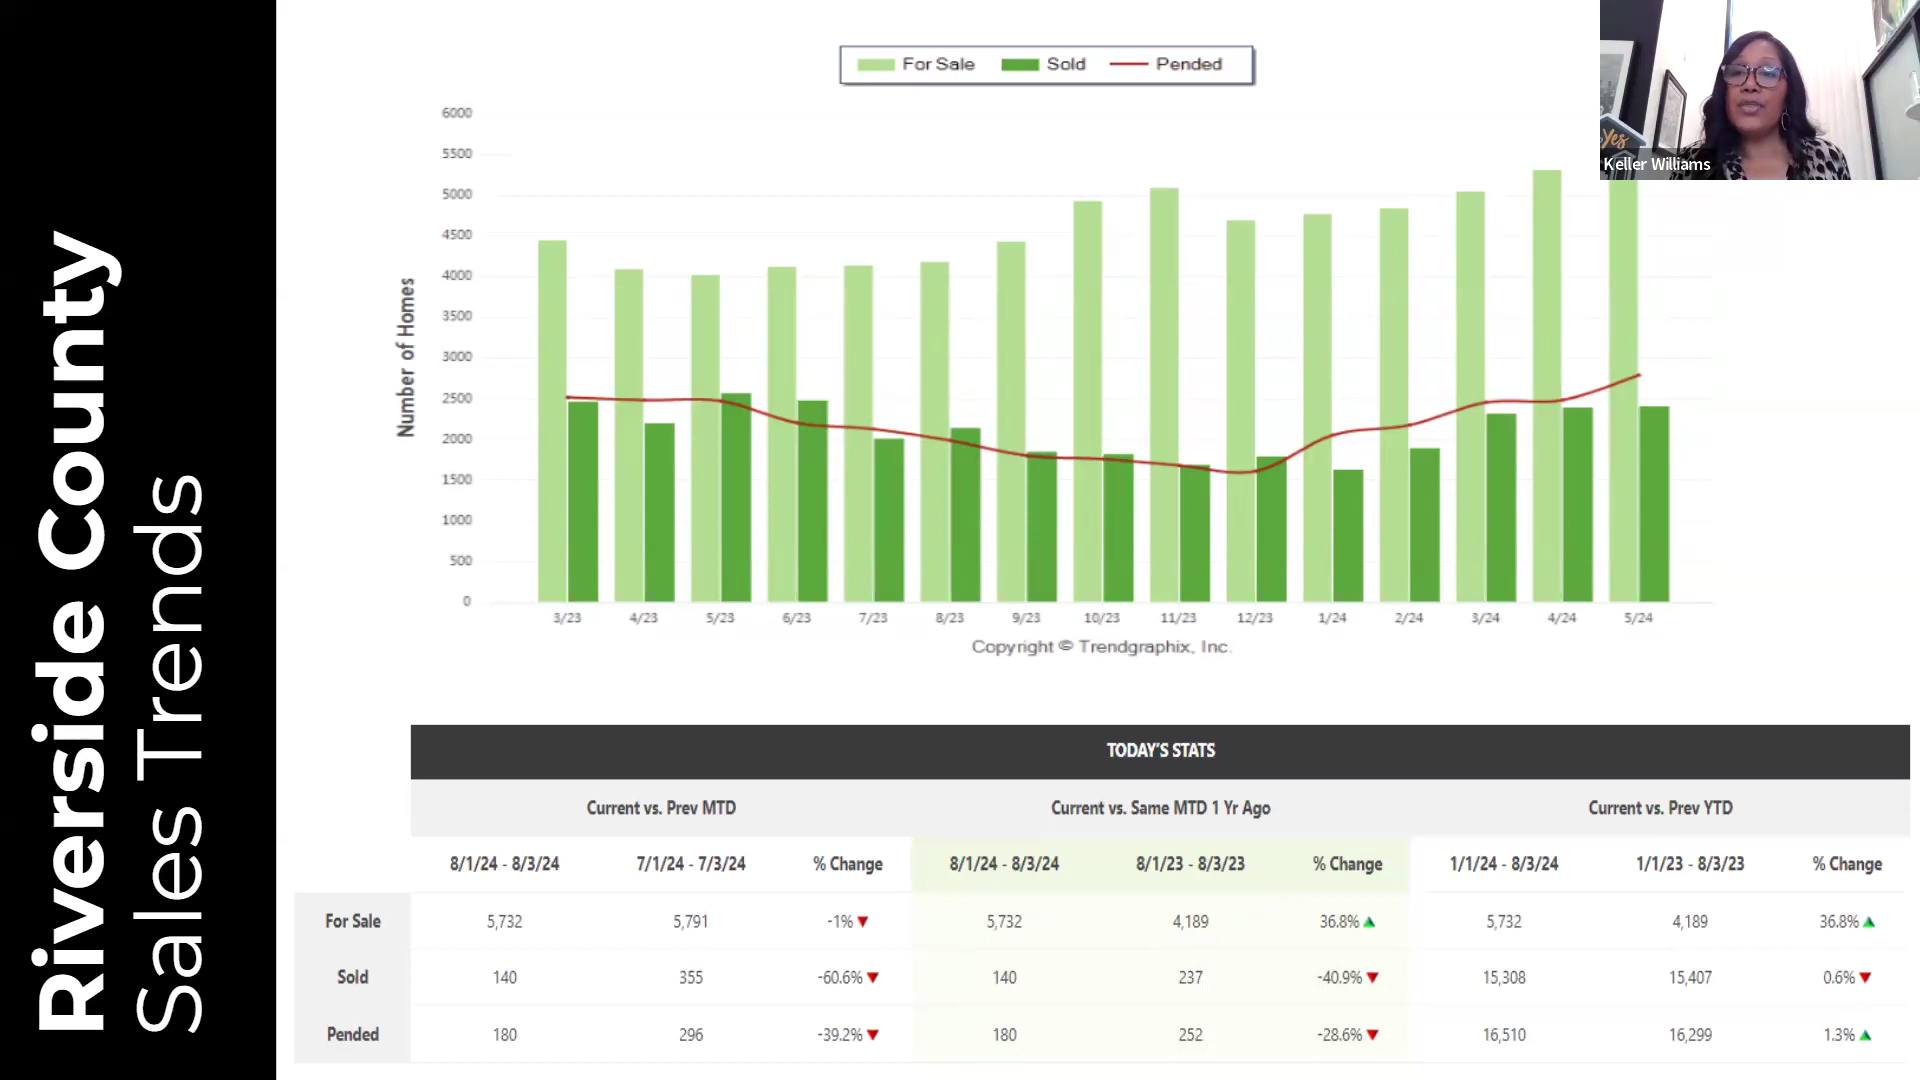 Riverside County
Sales Trends
For Sale Sold Pended
Yes
Keller Williams
Number of Homes
6000
5500
5000
4500
4000
3500
3000
2500
2000
1500
1000
500
0
3/23 4/23 5/23 6/23 7/23 8/23 9/23 10/23 11/23 12/23 1/24 2/24 3/24 4/24 5/24
Copyright © Trendgraphix, Inc.
TODAY'S STATS
Current vs. Prev MTD Current vs. Same MTD 1 Yr Ago Current vs. Prev YTD
8/1/24 - 8/3/24 7/1/24 - 7/3/24 % Change 8/1/24 - 8/3/24 8/1/23 - 8/3/23 % Change 1/1/24 - 8/3/24 1/1/23 - 8/3/23 % Change
For Sale 5,732 5,791 -1% 5,732 4,189 36.8% 5,732 4,189 36.8%
Sold 140 355 -60.6% 140 237 -40.9% 15,308 15,407 0.6%
Pended 180 296 -39.2% 180 252 -28.6% 16,510 16,299 1.3%